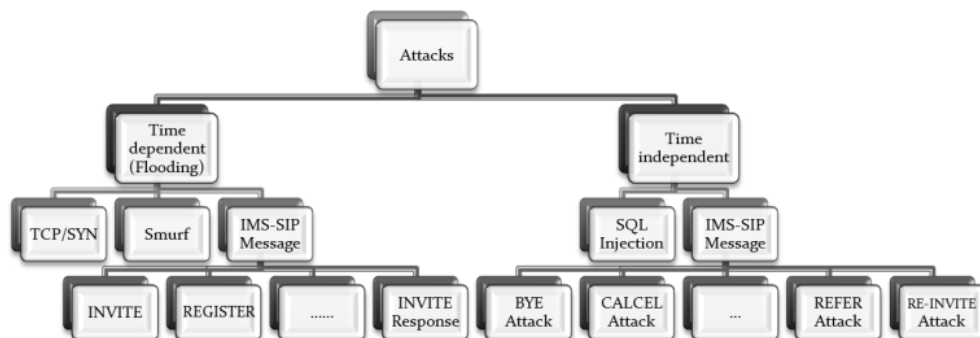 Attacks
Time
dependent
(Flooding)
Time
independent
TCP/SYN
Smurf
IMS-SIP
Message
SQL
Injection
IMS-SIP
Message
INVITE
REGISTER
......
INVITE
Response
BYE
Attack
CALCEL
Attack
...
REFER
Attack
RE-INVITE
Attack